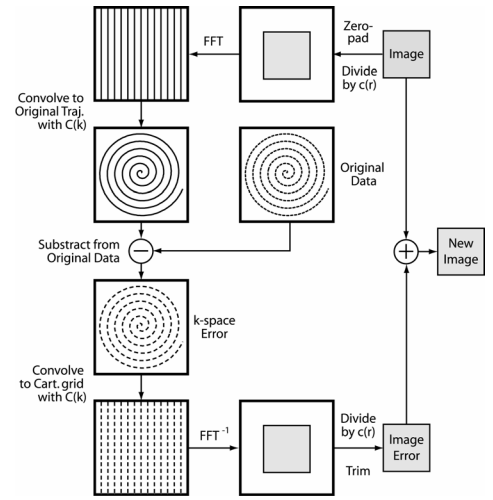 Zero-
pad
FFT
Image
Divide
by c(r)
Convolve to
Original Traj.
with C(k)
Original
Data
Substract from
Original Data
−
+
New
Image
k-space
Error
Convolve
to Cart. grid
with C(k)
FFT -1
Divide
by c(r)
Trim
Image
Error